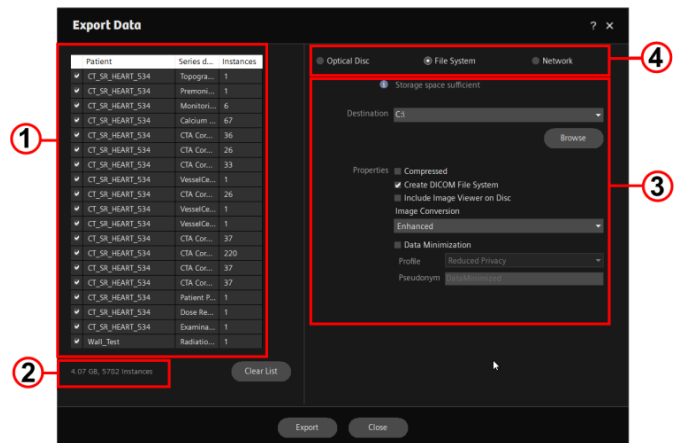 Export Data ? ×
Patient Series d... Instances
CT_SR_HEART_534 Topogra... 1
CT_SR_HEART_534 Premoni... 1
CT_SR_HEART_534 Monitori... 6
CT_SR_HEART_534 Calcium ... 67
CT_SR_HEART_534 CTA Cor... 36
CT_SR_HEART_534 CTA Cor... 26
CT_SR_HEART_534 CTA Cor... 33
CT_SR_HEART_534 VesselCe... 1
CT_SR_HEART_534 CTA Cor... 26
CT_SR_HEART_534 VesselCe... 1
CT_SR_HEART_534 VesselCe... 1
CT_SR_HEART_534 CTA Cor... 37
CT_SR_HEART_534 CTA Cor... 220
CT_SR_HEART_534 CTA Cor... 37
CT_SR_HEART_534 CTA Cor... 37
CT_SR_HEART_534 Patient P... 1
CT_SR_HEART_534 Dose Re... 1
CT_SR_HEART_534 Examina... 1
Wall_Test Radiatio... 1
1
4.07 GB, 5782 Instances
2
Clear List
Optical Disc File System Network
4
Storage space sufficient
Destination C:\
Browse
Properties Compressed
Create DICOM File System
Include Image Viewer on Disc
Image Conversion
Enhanced
Data Minimization
Profile Reduced Privacy
Pseudonym DataMinimized
3
Export Close